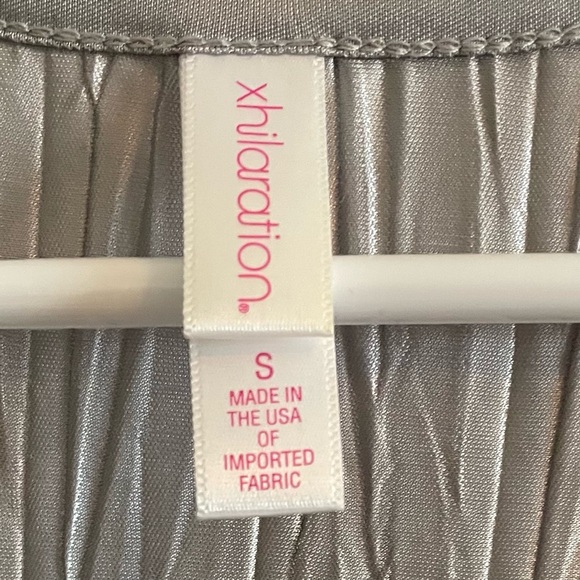 xhilaration®
S
MADE IN
THE USA
OF
IMPORTED
FABRIC